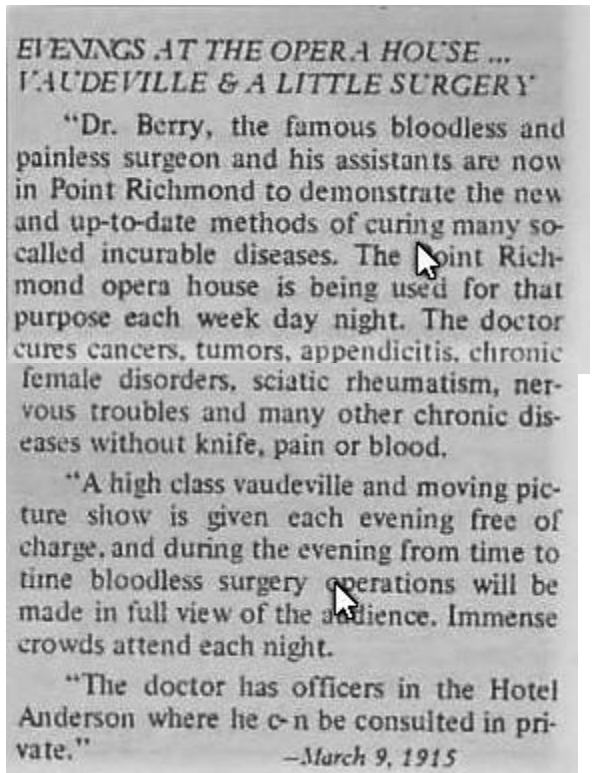 EVENINGS AT THE OPERA HOUSE ...
VAUDEVILLE & A LITTLE SURGERY
"Dr. Berry, the famous bloodless and
painless surgeon and his assistants are now
in Point Richmond to demonstrate the new
and up-to-date methods of curing many so-
called incurable diseases. The Point Rich-
mond opera house is being used for that
purpose each week day night. The doctor
cures cancers, tumors, appendicitis, chronic
female disorders, sciatic rheumatism, ner-
vous troubles and many other chronic dis-
eases without knife, pain or blood.
"A high class vaudeville and moving pic-
ture show is given each evening free of
charge, and during the evening from time to
time bloodless surgery operations will be
made in full view of the audience. Immense
crowds attend each night.
"The doctor has officers in the Hotel
Anderson where he c-n be consulted in pri-
vate."
–March 9, 1915